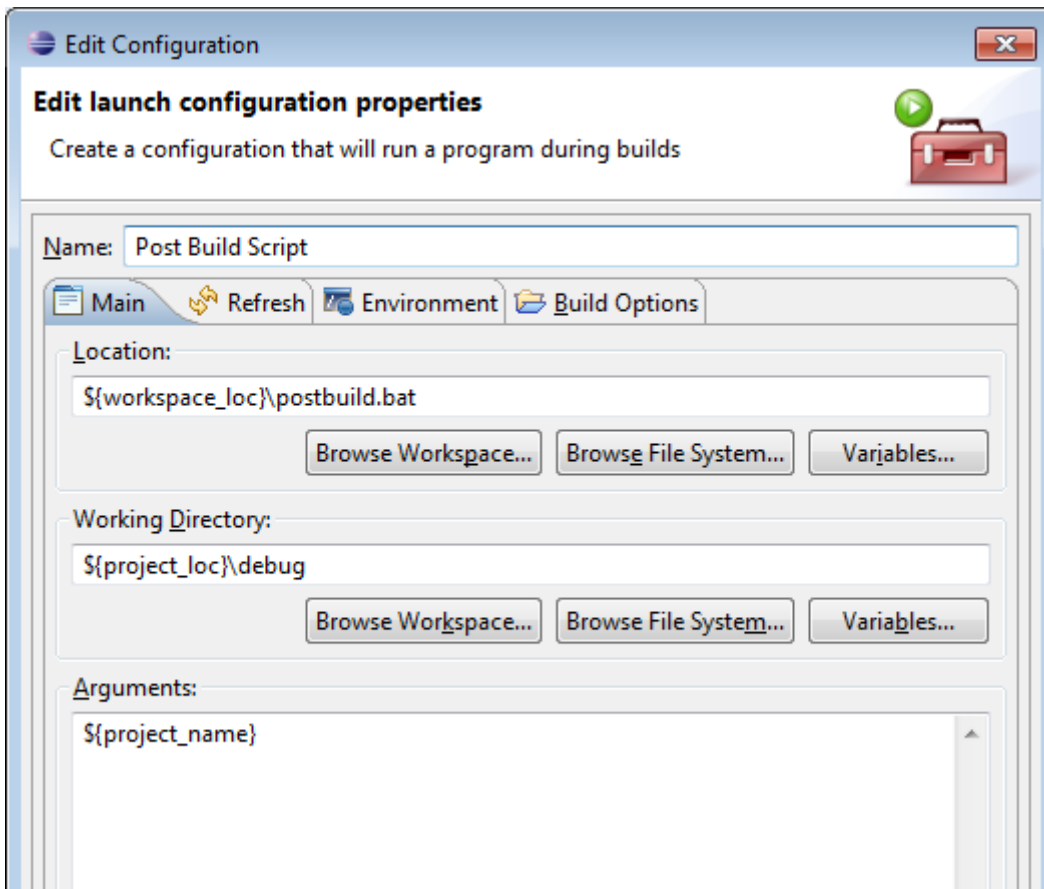 Edit Configuration
Edit launch configuration properties
Create a configuration that will run a program during builds
Name: Post Build Script
Main Refresh Environment Build Options
Location:
${workspace_loc}\postbuild.bat
Browse Workspace... Browse File System... Variables...
Working Directory:
${project_loc}\debug
Browse Workspace... Browse File System... Variables...
Arguments:
${project_name}